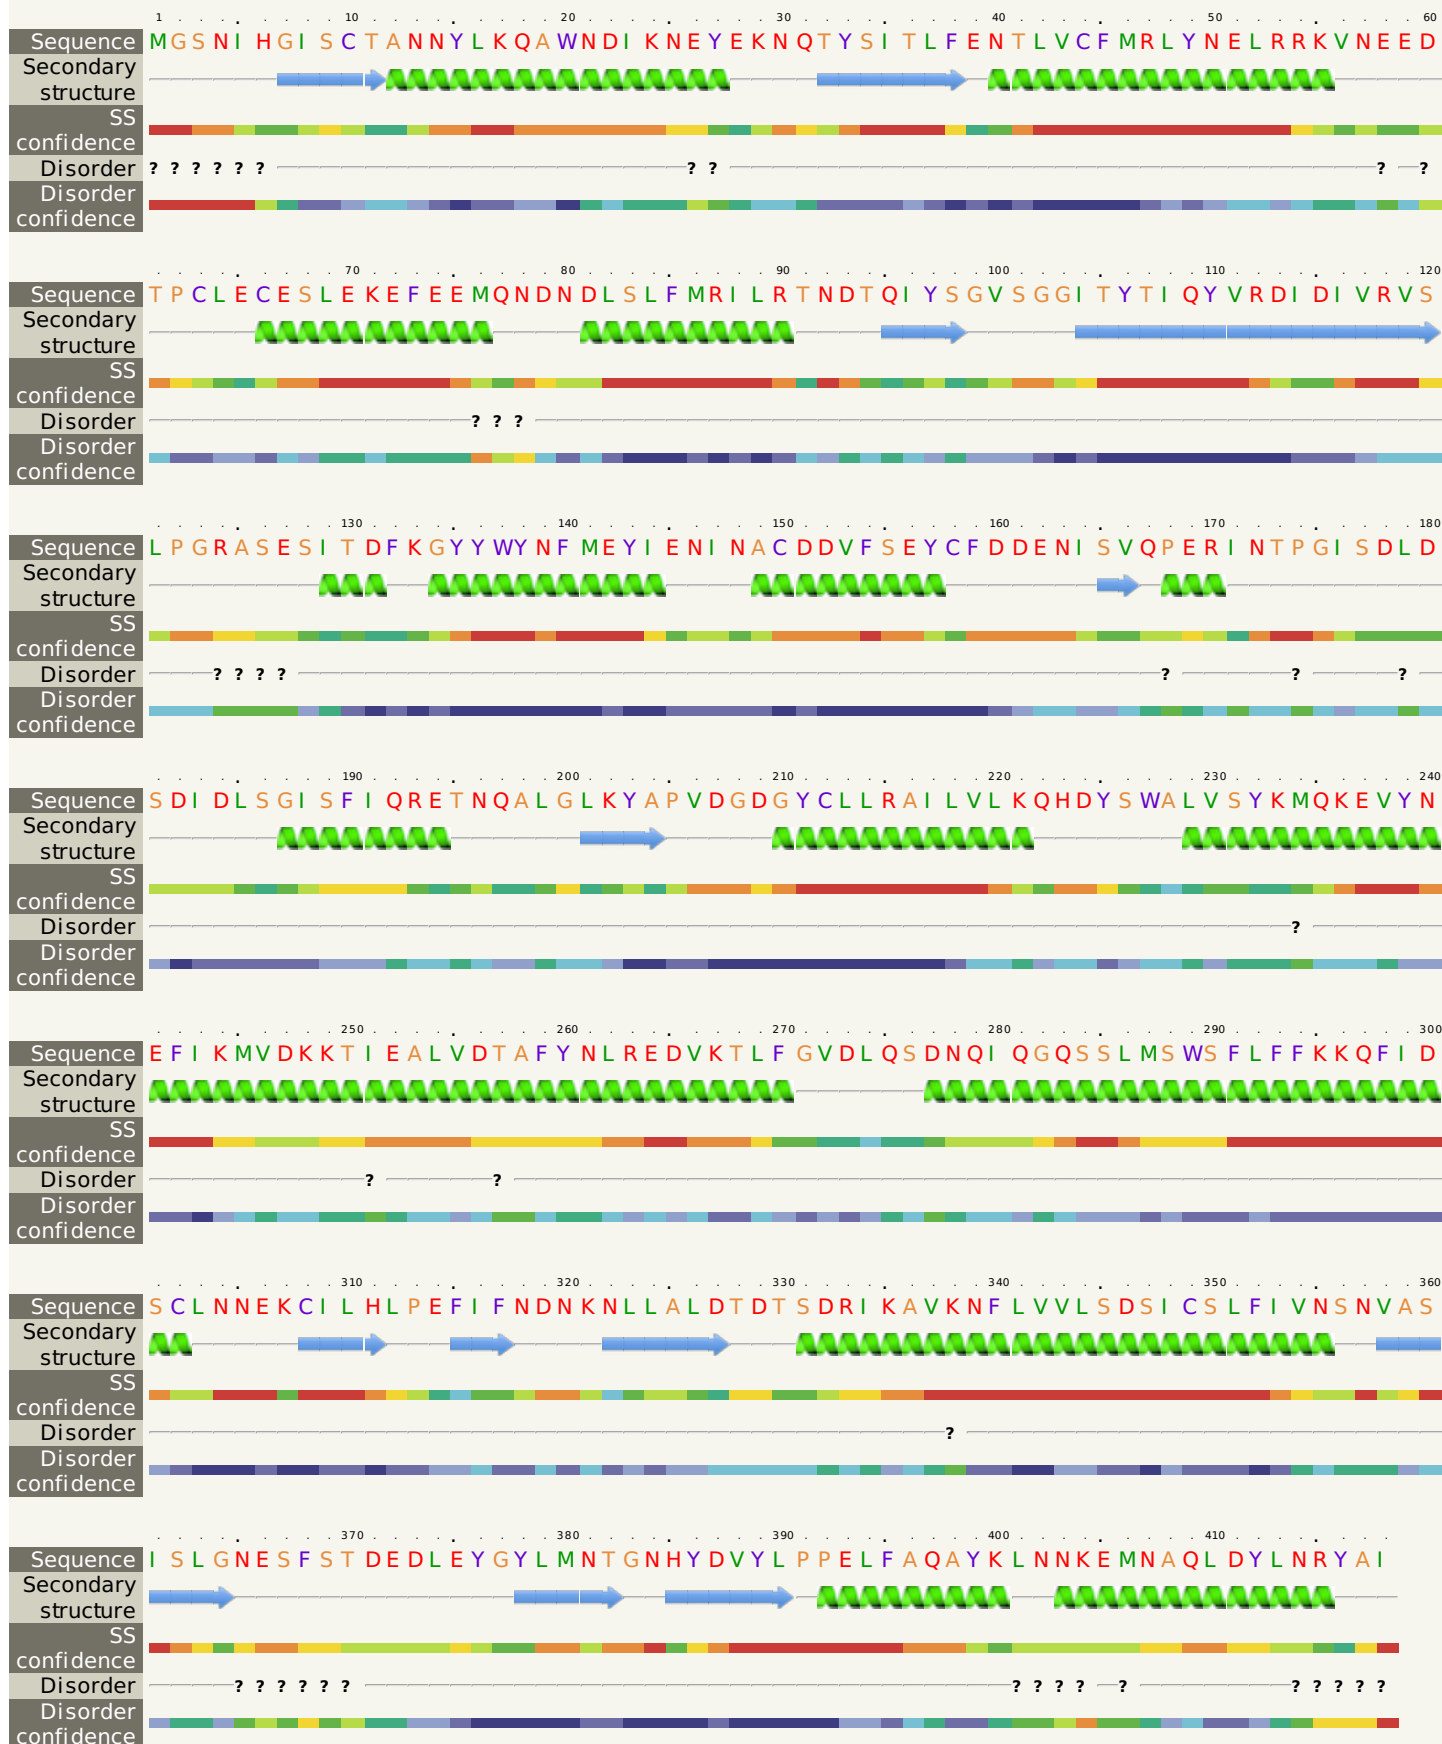 1 10 20 30 40 50 60
Sequence MGSNIHGISCTANNYLKQAWNDIKNEYEKNQTYSITLFENTLVCFMRLYNELRRKVNEED
Secondary
structure
SS
confidence
Disorder ? ? ? ? ? ? ? ? ? ?
Disorder
confidence
70 80 90 100 110 120
Sequence TPCLECESLEKEFEEMQNDNDLSLFMRILRTNDTQIYSGVSGGITYTIQYVRDIDIVRVS
Secondary
structure
SS
confidence
Disorder ? ? ?
Disorder
confidence
130 140 150 160 170 180
Sequence LPGRASESITDFKGYYWYNFMEYIENINACDDVFSEYCFDDENISVQPERINTPGISDLD
Secondary
structure
SS
confidence
Disorder ? ? ? ? ? ? ?
Disorder
confidence
190 200 210 220 230 240
Sequence SDIDLSGISFIQRETNQALGLKYAPVDGDGYCLLRAILVLKQHDYSWALVSYKMQKEVYN
Secondary
structure
SS
confidence
Disorder ?
Disorder
confidence
250 260 270 280 290 300
Sequence EFIKMVDKKTIEALVDTAFYNLREDVKTLFGVDLQSDNQIQGQSSLMSWSFLFFKKQFID
Secondary
structure
SS
confidence
Disorder ? ?
Disorder
confidence
310 320 330 340 350 360
Sequence SCLNNEKCILHLPEFIFNDNKNLLALDTDTSDRIKAVKNFLVVLSDSICSLFIVNSNVAS
Secondary
structure
SS
confidence
Disorder ?
Disorder
confidence
370 380 390 400 410
Sequence ISLGNESFSTDEDLEYGYLMNTGNHYDVYLPPELFAQAYKLNNKEMNAQLDYLNRYAI
Secondary
structure
SS
confidence
Disorder ? ? ? ? ? ? ? ? ? ? ? ? ? ? ? ?
Disorder
confidence